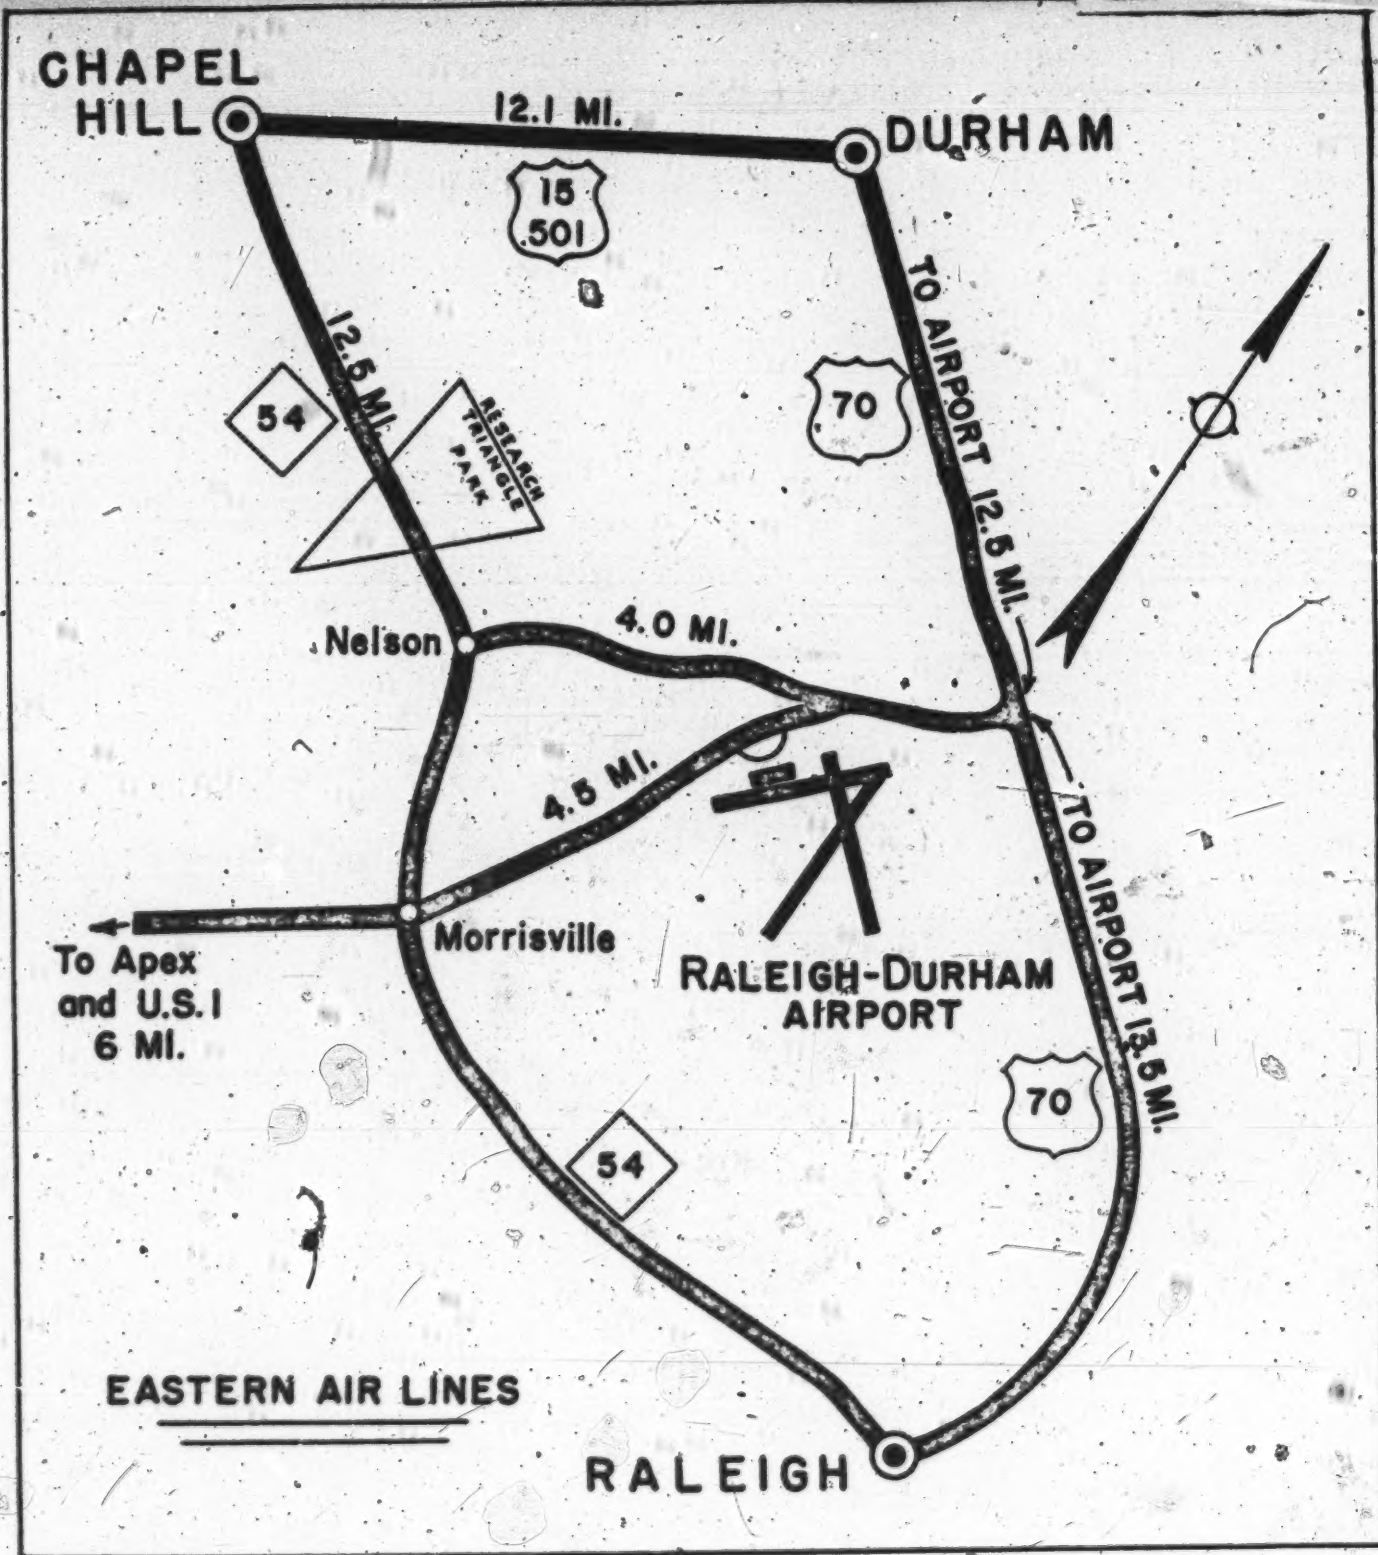 CHAPEL
HILL
12.1 MI.
DURHAM
15
501
TO AIRPORT 12.5 MI.
12.5 MI.
54
70
RESEARCH
TRIANGLE
PARK
Nelson
4.0 MI.
4.5 MI.
TO AIRPORT 13.5 MI.
Morrisville
To Apex
and U.S. 1
6 MI.
RALEIGH-DURHAM
AIRPORT
70
54
EASTERN AIR LINES
RALEIGH